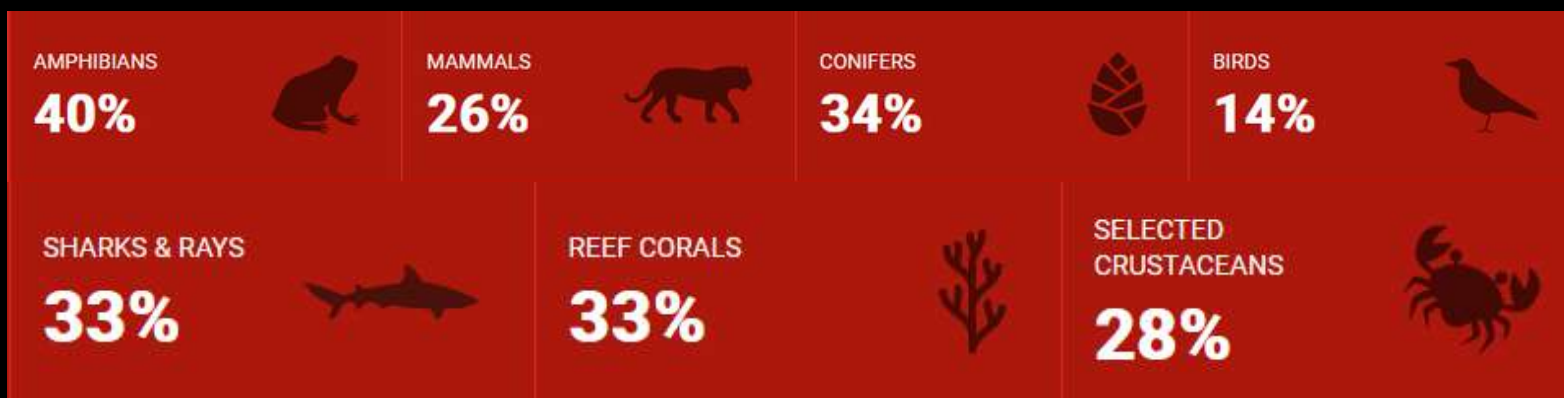 AMPHIBIANS
40%
MAMMALS
26%
CONIFERS
34%
BIRDS
14%
SHARKS & RAYS
33%
REEF CORALS
33%
SELECTED
CRUSTACEANS
28%